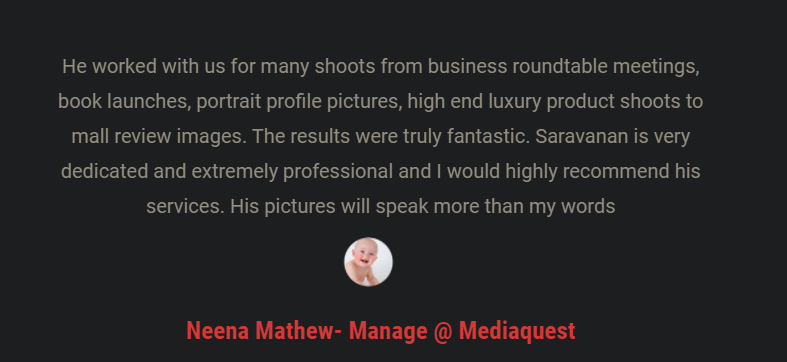 He worked with us for many shoots from business roundtable meetings,
book launches, portrait profile pictures, high end luxury product shoots to
mall review images. The results were truly fantastic. Saravanan is very
dedicated and extremely professional and I would highly recommend his
services. His pictures will speak more than my words
Neena Mathew- Manage @ Mediaquest